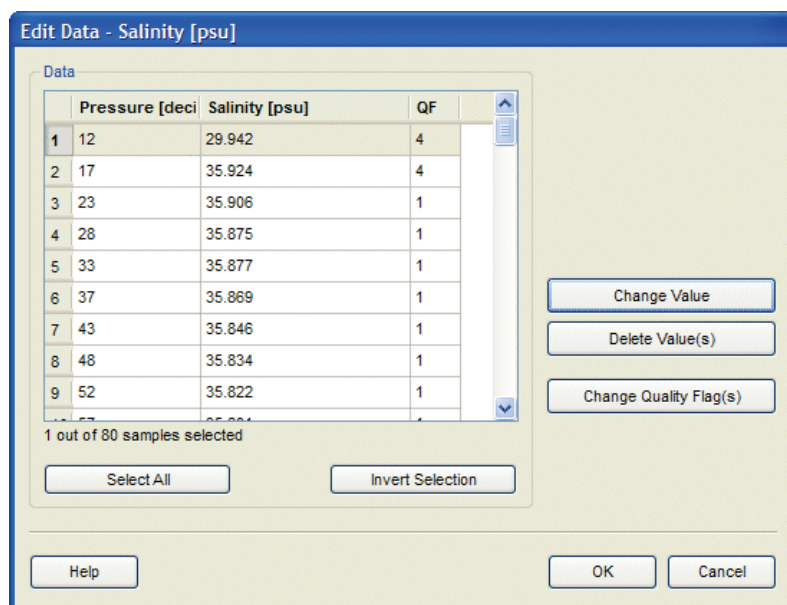 Edit Data - Salinity [psu]
Data
Pressure [deci Salinity [psu] QF
1 12 29.942 4
2 17 35.924 4
3 23 35.906 1
4 28 35.875 1
5 33 35.877 1
6 37 35.869 1
7 43 35.846 1
8 48 35.834 1
9 52 35.822 1
1 out of 80 samples selected
Select All Invert Selection
Change Value
Delete Value(s)
Change Quality Flag(s)
Help OK Cancel